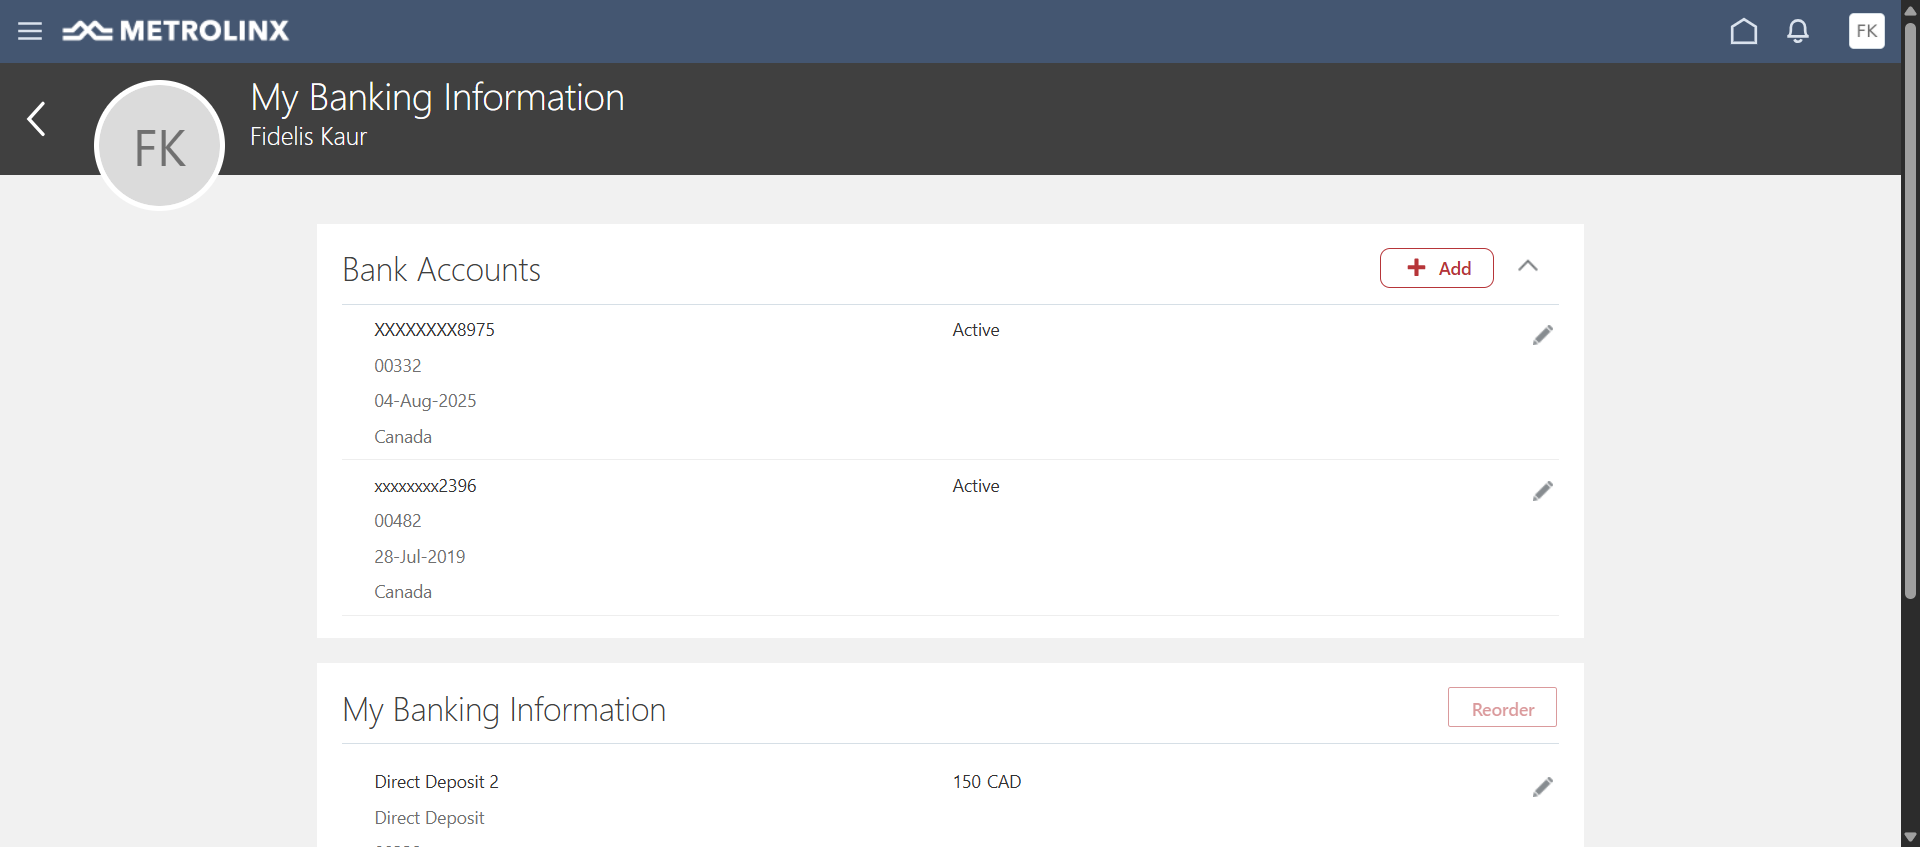 METROLINX
FK
FK
My Banking Information
Fidelis Kaur
Bank Accounts
Add
XXXXXXXX8975
Active
00332
04-Aug-2025
Canada
xxxxxxxx2396
Active
00482
28-Jul-2019
Canada
My Banking Information
Reorder
Direct Deposit 2
150 CAD
Direct Deposit